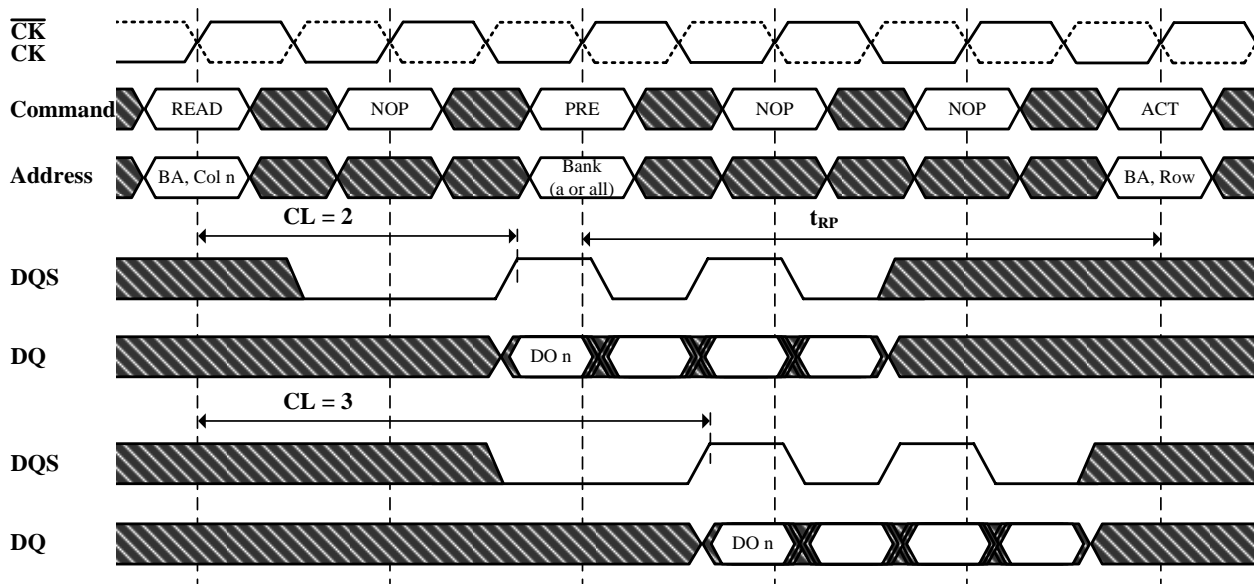 CK
CK
Command READ NOP PRE NOP NOP ACT
Address BA, Col n Bank (a or all) BA, Row
CL = 2 tRP
DQS
DQ DO n
CL = 3
DQS
DQ DO n